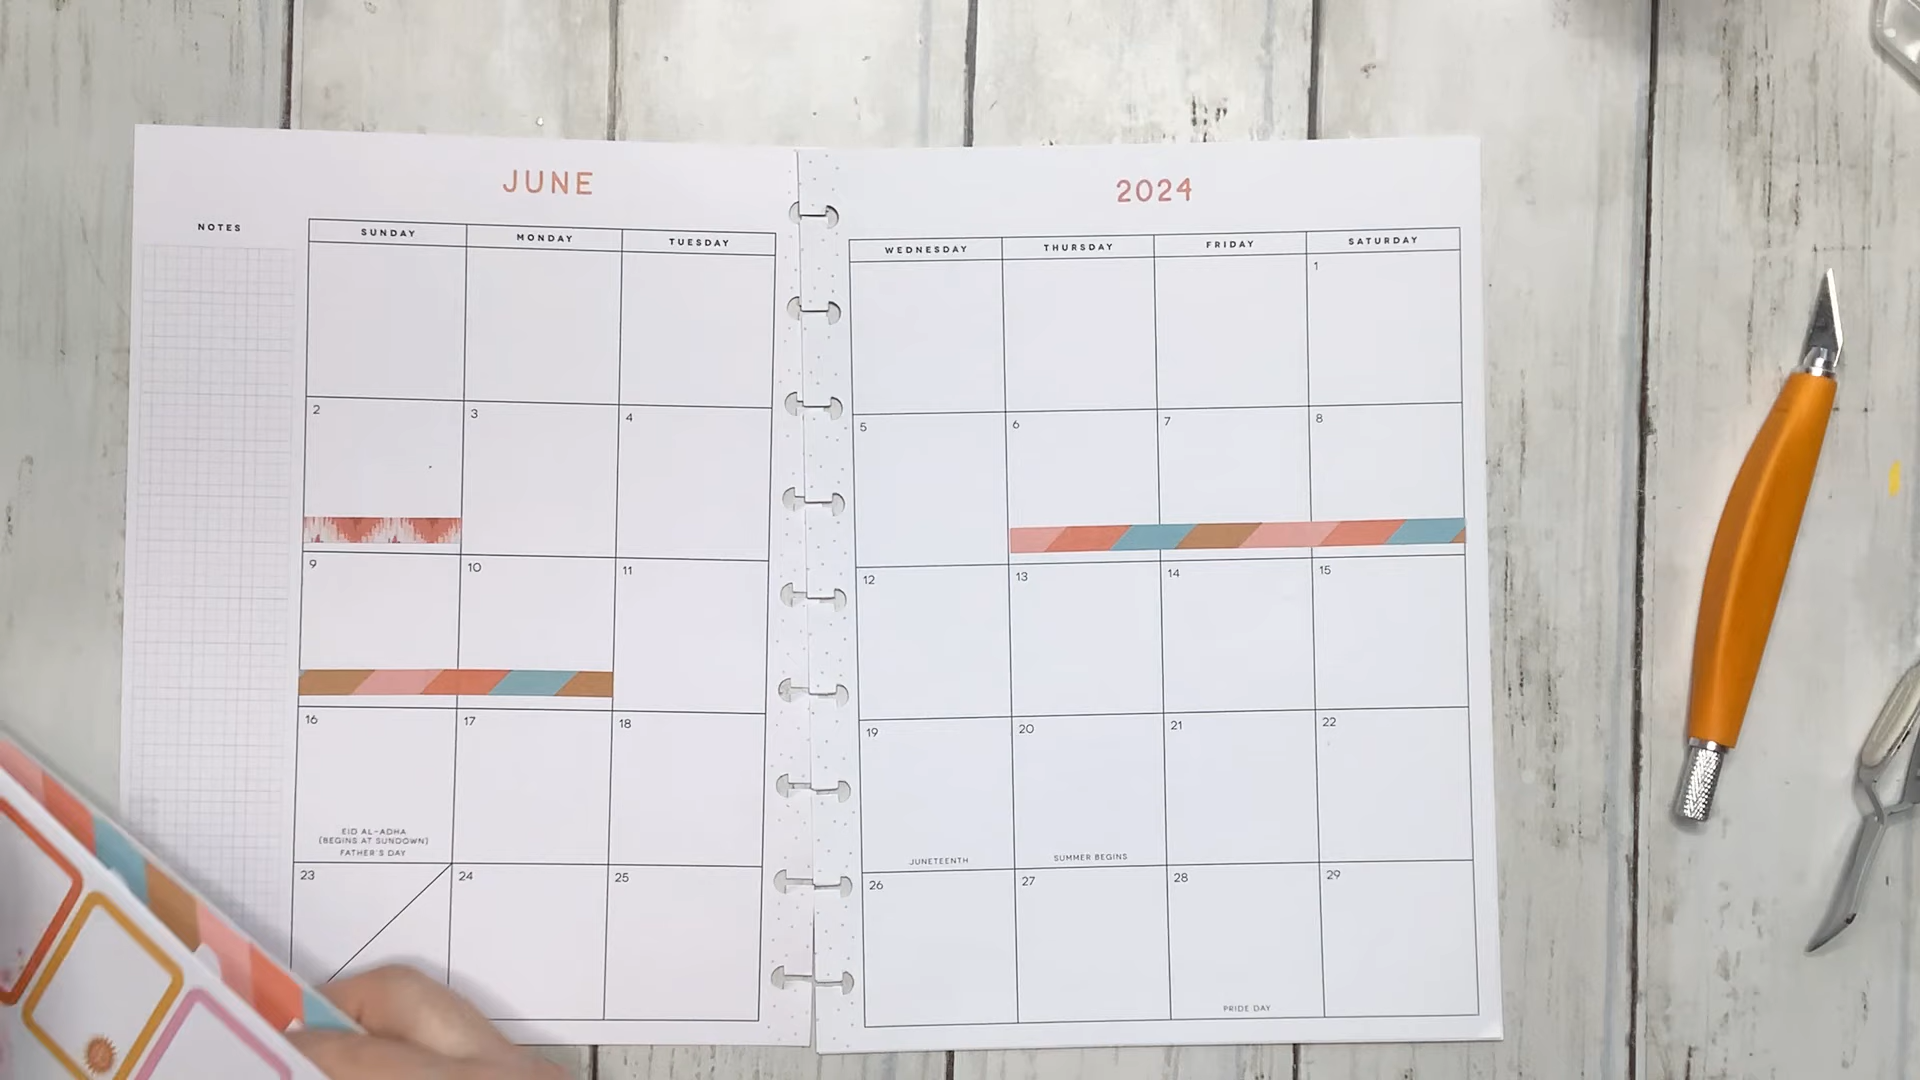 JUNE
2024
NOTES
SUNDAY
MONDAY
TUESDAY
WEDNESDAY
THURSDAY
FRIDAY
SATURDAY
1
2
3
4
5
6
7
8
9
10
11
12
13
14
15
16
EID AL-ADHA
(BEGINS AT SUNDOWN)
FATHER'S DAY
17
18
19
JUNETEENTH
20
SUMMER BEGINS
21
22
23
24
25
26
27
28
PRIDE DAY
29